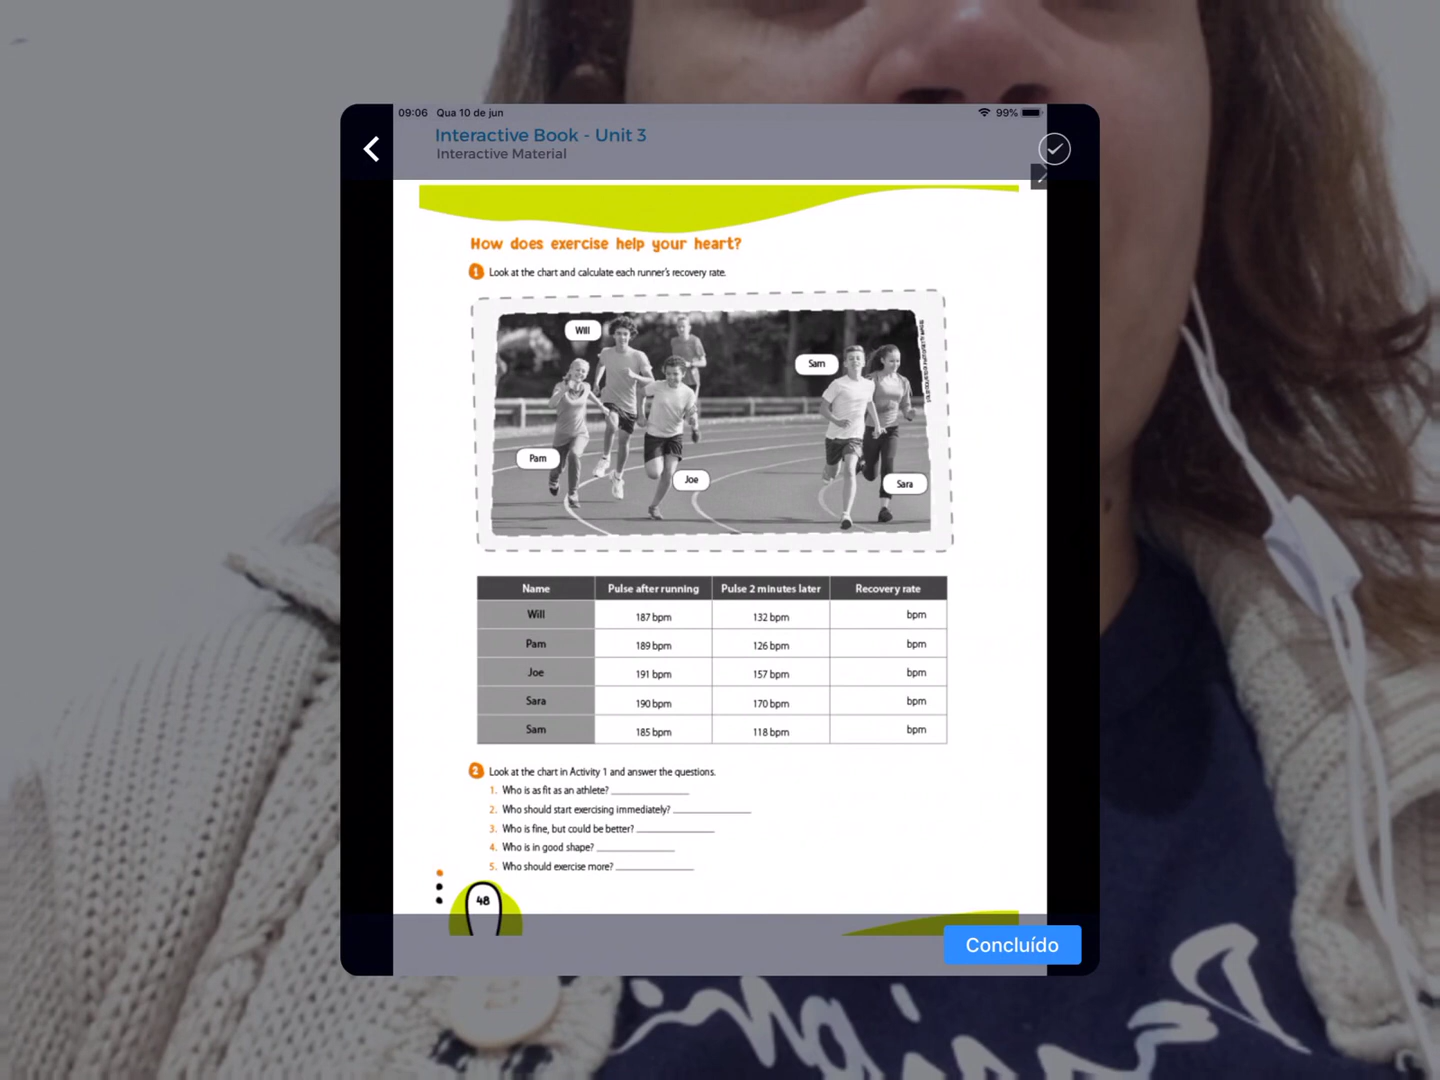 09:06 Qua 10 de jun
99%
Interactive Book - Unit 3
Interactive Material
How does exercise help your heart?
1 Look at the chart and calculate each runner's recovery rate.
Will
Sam
Pam
Joe
Sara
Name Pulse after running Pulse 2 minutes later Recovery rate
Will 187 bpm 132 bpm bpm
Pam 189 bpm 126 bpm bpm
Joe 191 bpm 157 bpm bpm
Sara 190 bpm 170 bpm bpm
Sam 185 bpm 118 bpm bpm
2 Look at the chart in Activity 1 and answer the questions.
1. Who is as fit as an athlete?
2. Who should start exercising immediately?
3. Who is fine, but could be better?
4. Who is in good shape?
5. Who should exercise more?
48
Concluído